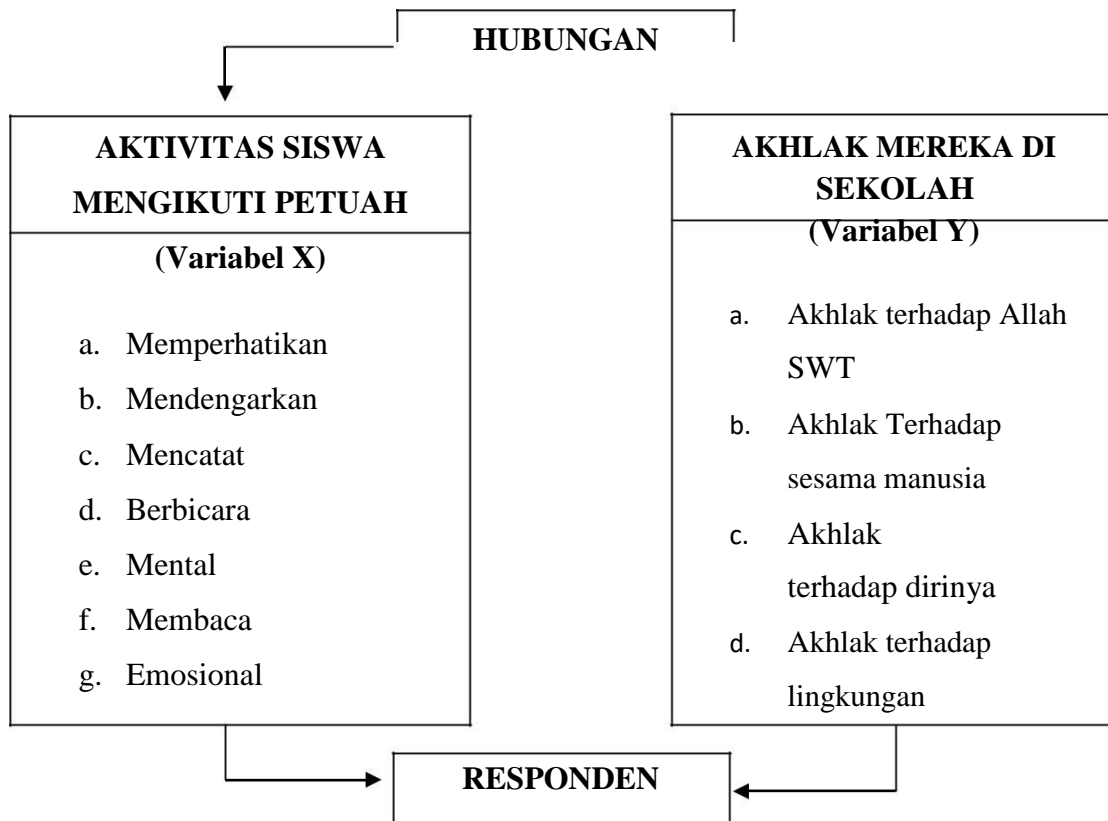 HUBUNGAN
AKTIVITAS SISWA
MENGIKUTI PETUAH
(Variabel X)
a. Memperhatikan
b. Mendengarkan
c. Mencatat
d. Berbicara
e. Mental
f. Membaca
g. Emosional
AKHLAK MEREKA DI
SEKOLAH
(Variabel Y)
a. Akhlak terhadap Allah
SWT
b. Akhlak Terhadap
sesama manusia
c. Akhlak
terhadap dirinya
d. Akhlak terhadap
lingkungan
RESPONDEN